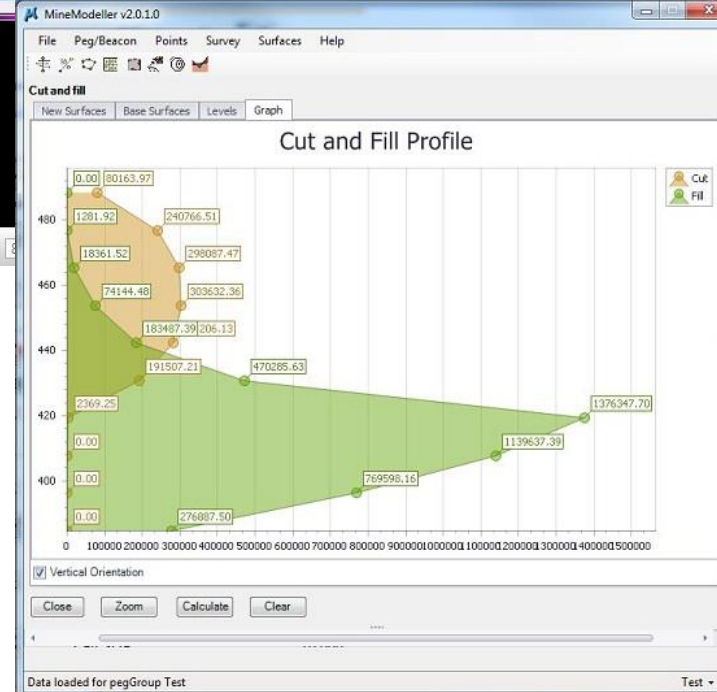 MineModeller v2.0.1.0
File Peg/Beacon Points Survey Surfaces Help
Cut and fill
New Surfaces Base Surfaces Levels Graph
Cut and Fill Profile
Cut
Fill
0.00 80163.97
480
1281.92 240766.51
18361.52 298087.47
460
74144.48 303632.36
183487.39 206.13
440
191507.21 470285.63
2369.25 1376347.70
420
0.00 1139637.39
400
0.00 769598.16
0.00 276887.50
0 100000 200000 300000 400000 500000 600000 700000 800000 900000 1000000 1100000 1200000 1300000 1400000 1500000
Vertical Orientation
Close Zoom Calculate Clear
Data loaded for pegGroup Test Test